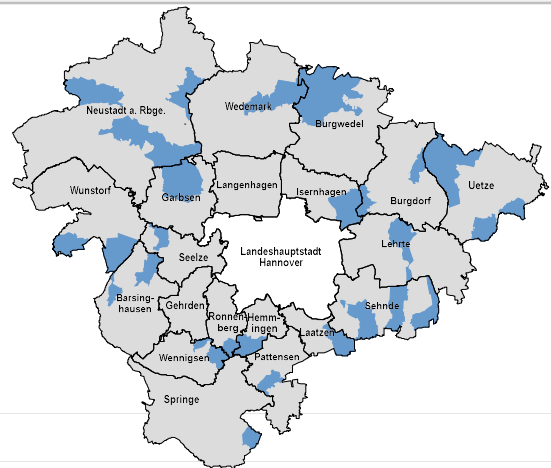 Neustadt a. Rbge.
Wedemark
Burgwedel
Wunstorf
Garbsen
Langenhagen
Isernhagen
Burgdorf
Uetze
Seelze
Landeshauptstadt
Hannover
Lehrte
Barsing-
hausen
Gehrden
Ronnen-
berg
Hemm-
ingen
Laatzen
Sehnde
Wennigsen
Pattensen
Springe